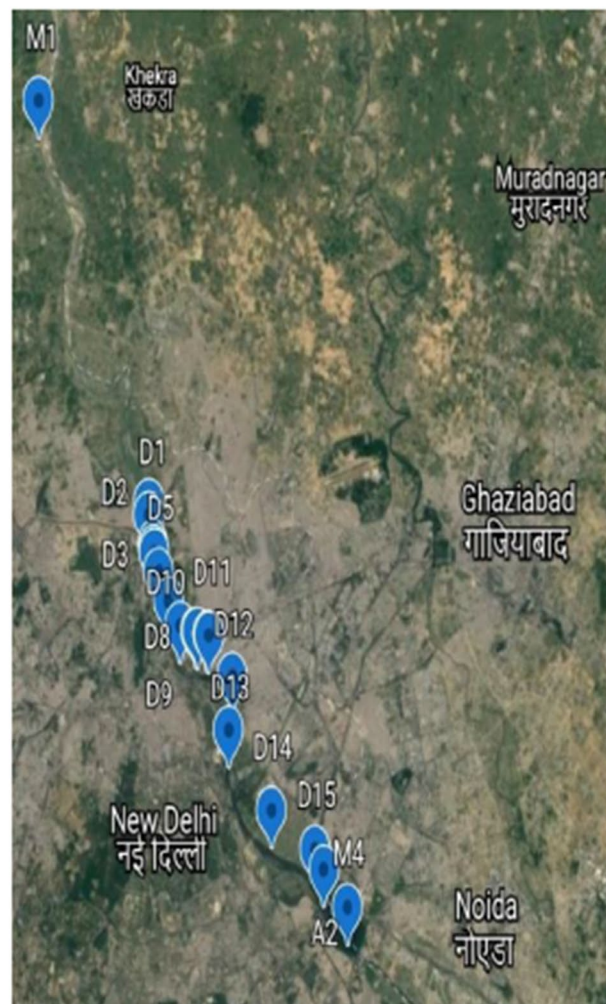 M1
Khekra
खेकडा
Muradnagar
मुरादनगर
D1
D2
D5
Ghaziabad
गाजियाबाद
D3
D10
D11
D8
D12
D9
D13
D14
D15
New Delhi
नई दिल्ली
M4
Noida
नोएडा
A2